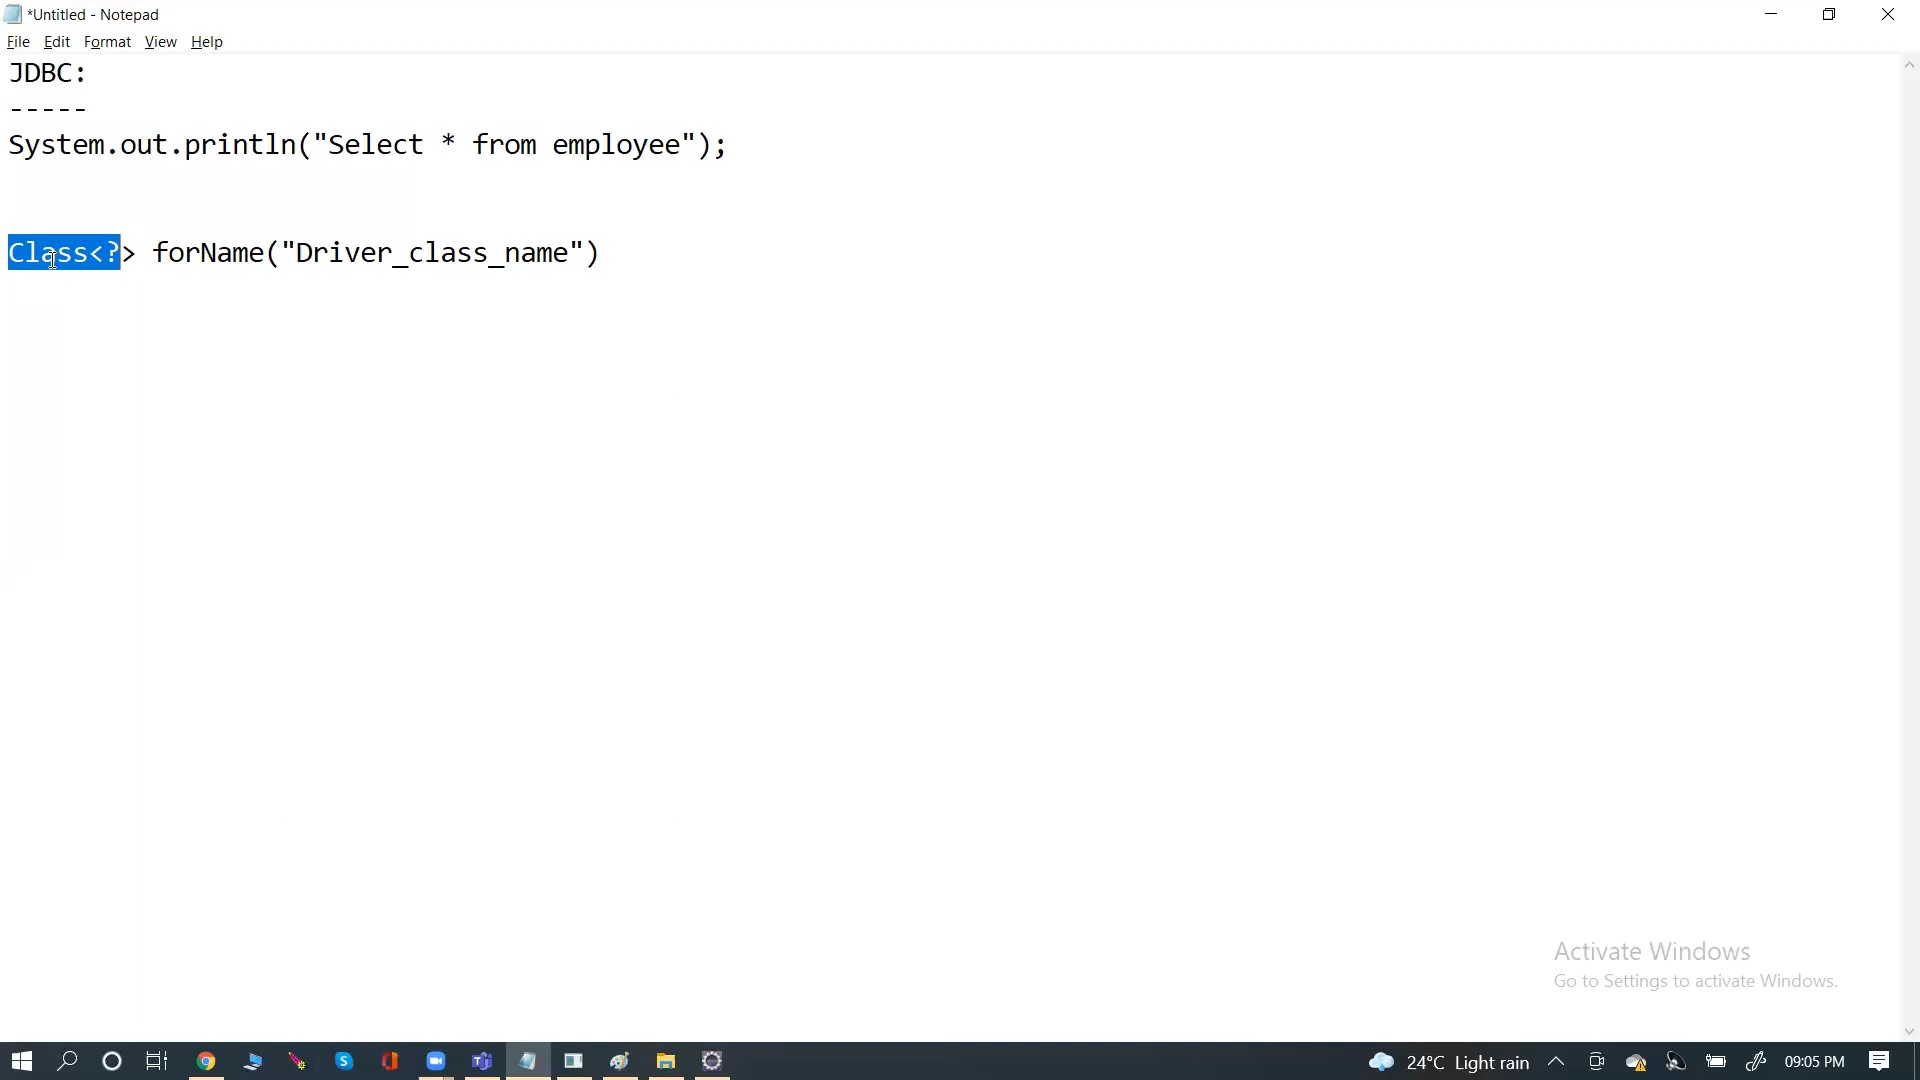 *Untitled - Notepad
File Edit Format View Help
JDBC:
-----
System.out.println("Select * from employee");
Class<?> forName("Driver_class_name")
Activate Windows
Go to Settings to activate Windows.
24°C Light rain
09:05 PM